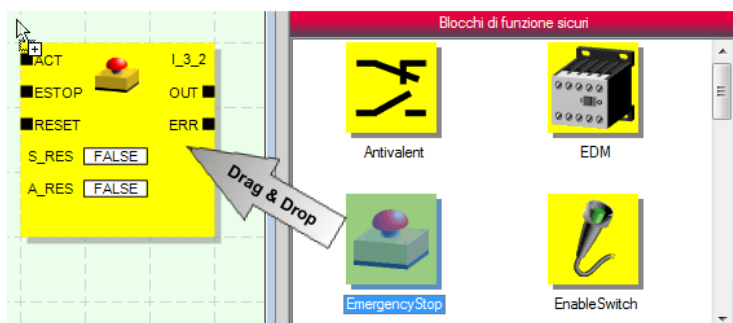 Blocchi di funzione sicuri
ACT I_3_2
ESTOP OUT
RESET ERR
S_RES FALSE
A_RES FALSE
Drag & Drop
Antivalent EDM
EmergencyStop EnableSwitch